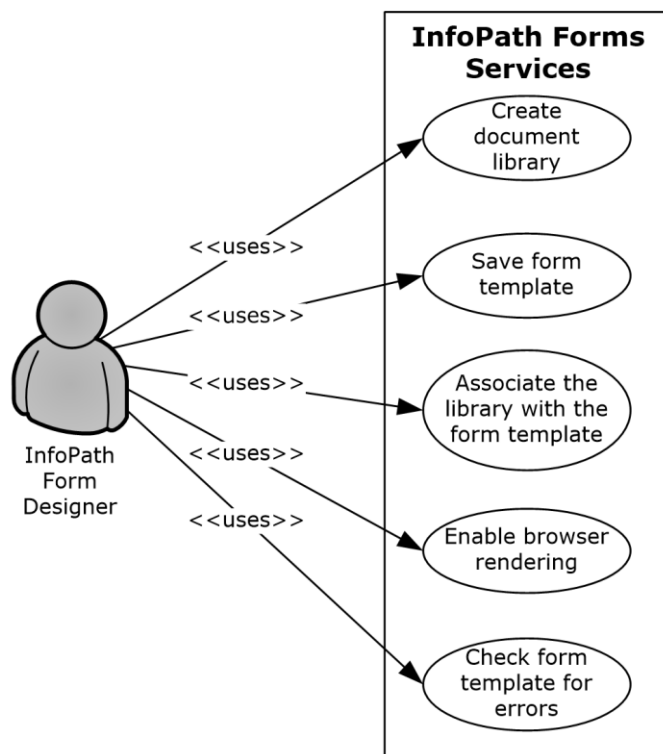 InfoPath Forms
Services
Create
document
library
<<uses>>
Save form
template
<<uses>>
Associate the
library with the
form template
<<uses>>
InfoPath
Form
Designer
<<uses>>
Enable browser
rendering
<<uses>>
Check form
template for
errors